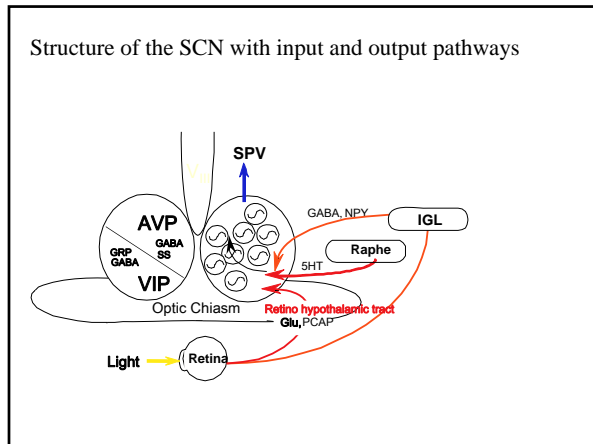 Structure of the SCN with input and output pathways
SPV
GABA, NPY
IGL
AVP
GABA
SS
GRP
GABA
VIP
Raphe
5HT
Optic Chiasm
Retino hypothalamic tract
Glu, PCAP
Light
Retina